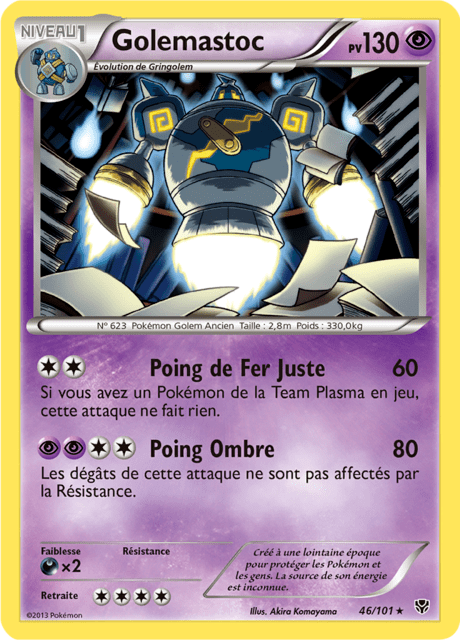 NIVEAU 1
Golemastoc
PV 130
Évolution de Gringolem
N° 623 Pokémon Golem Ancien Taille : 2,8m Poids : 330,0kg
Poing de Fer Juste 60
Si vous avez un Pokémon de la Team Plasma en jeu,
cette attaque ne fait rien.
Poing Ombre 80
Les dégâts de cette attaque ne sont pas affectés par
la Résistance.
Faiblesse
×2
Résistance
Retraite
Créé à une lointaine époque
pour protéger les Pokémon et
les gens. La source de son énergie
est inconnue.
©2013 Pokémon
Illus. Akira Komayama
46/101 ★